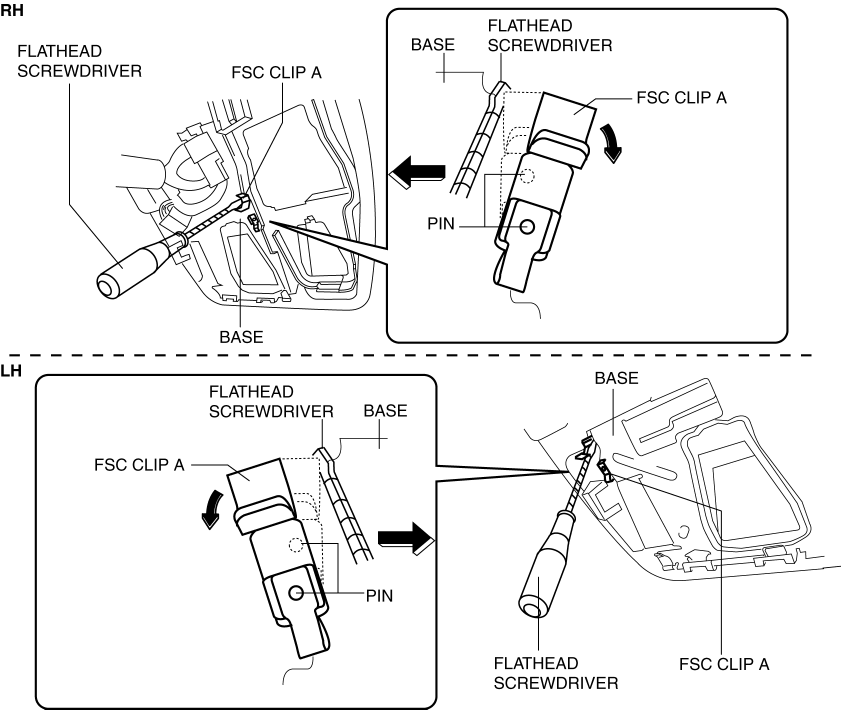 RH
FLATHEAD
SCREWDRIVER
FSC CLIP A
BASE
FLATHEAD
SCREWDRIVER
BASE
FSC CLIP A
PIN
LH
FLATHEAD
SCREWDRIVER
BASE
FSC CLIP A
PIN
BASE
FLATHEAD
SCREWDRIVER
FSC CLIP A